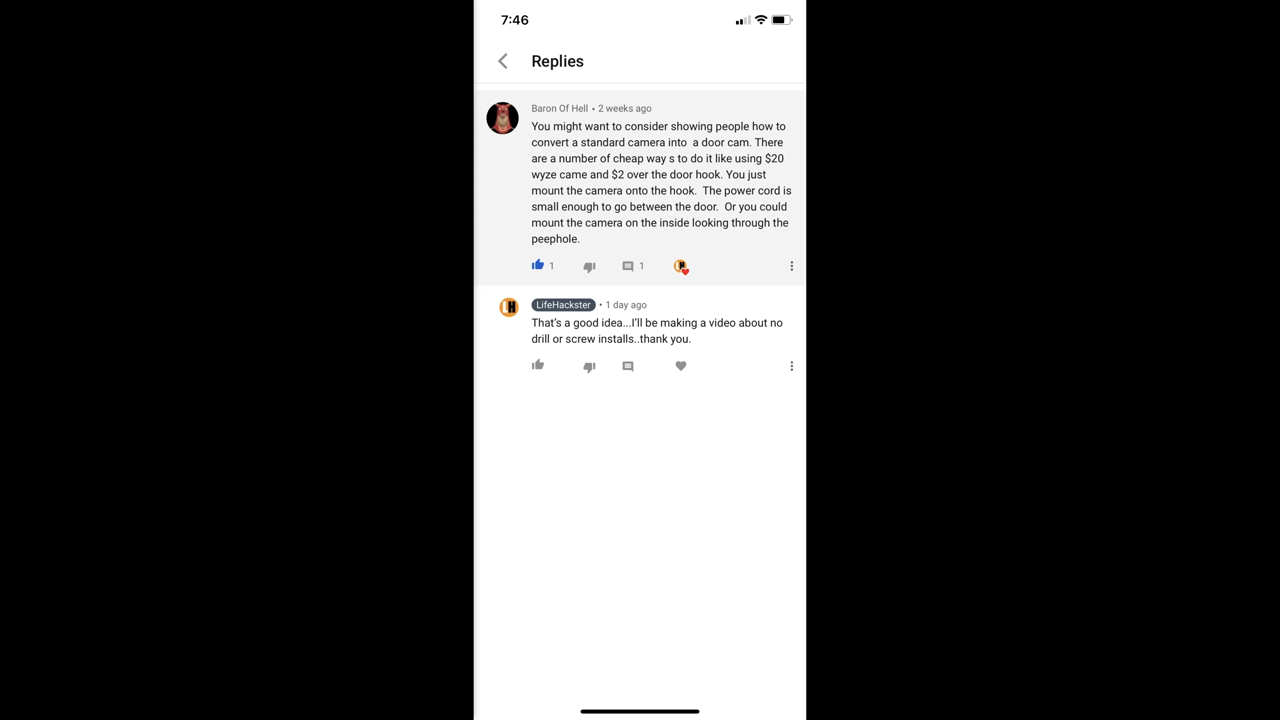 7:46
Replies
Baron Of Hell • 2 weeks ago
You might want to consider showing people how to
convert a standard camera into  a door cam. There
are a number of cheap way s to do it like using $20
wyze came and $2 over the door hook. You just
mount the camera onto the hook.  The power cord is
small enough to go between the door.  Or you could
mount the camera on the inside looking through the
peephole.
1 1
LifeHackster • 1 day ago
That's a good idea...I'll be making a video about no
drill or screw installs..thank you.